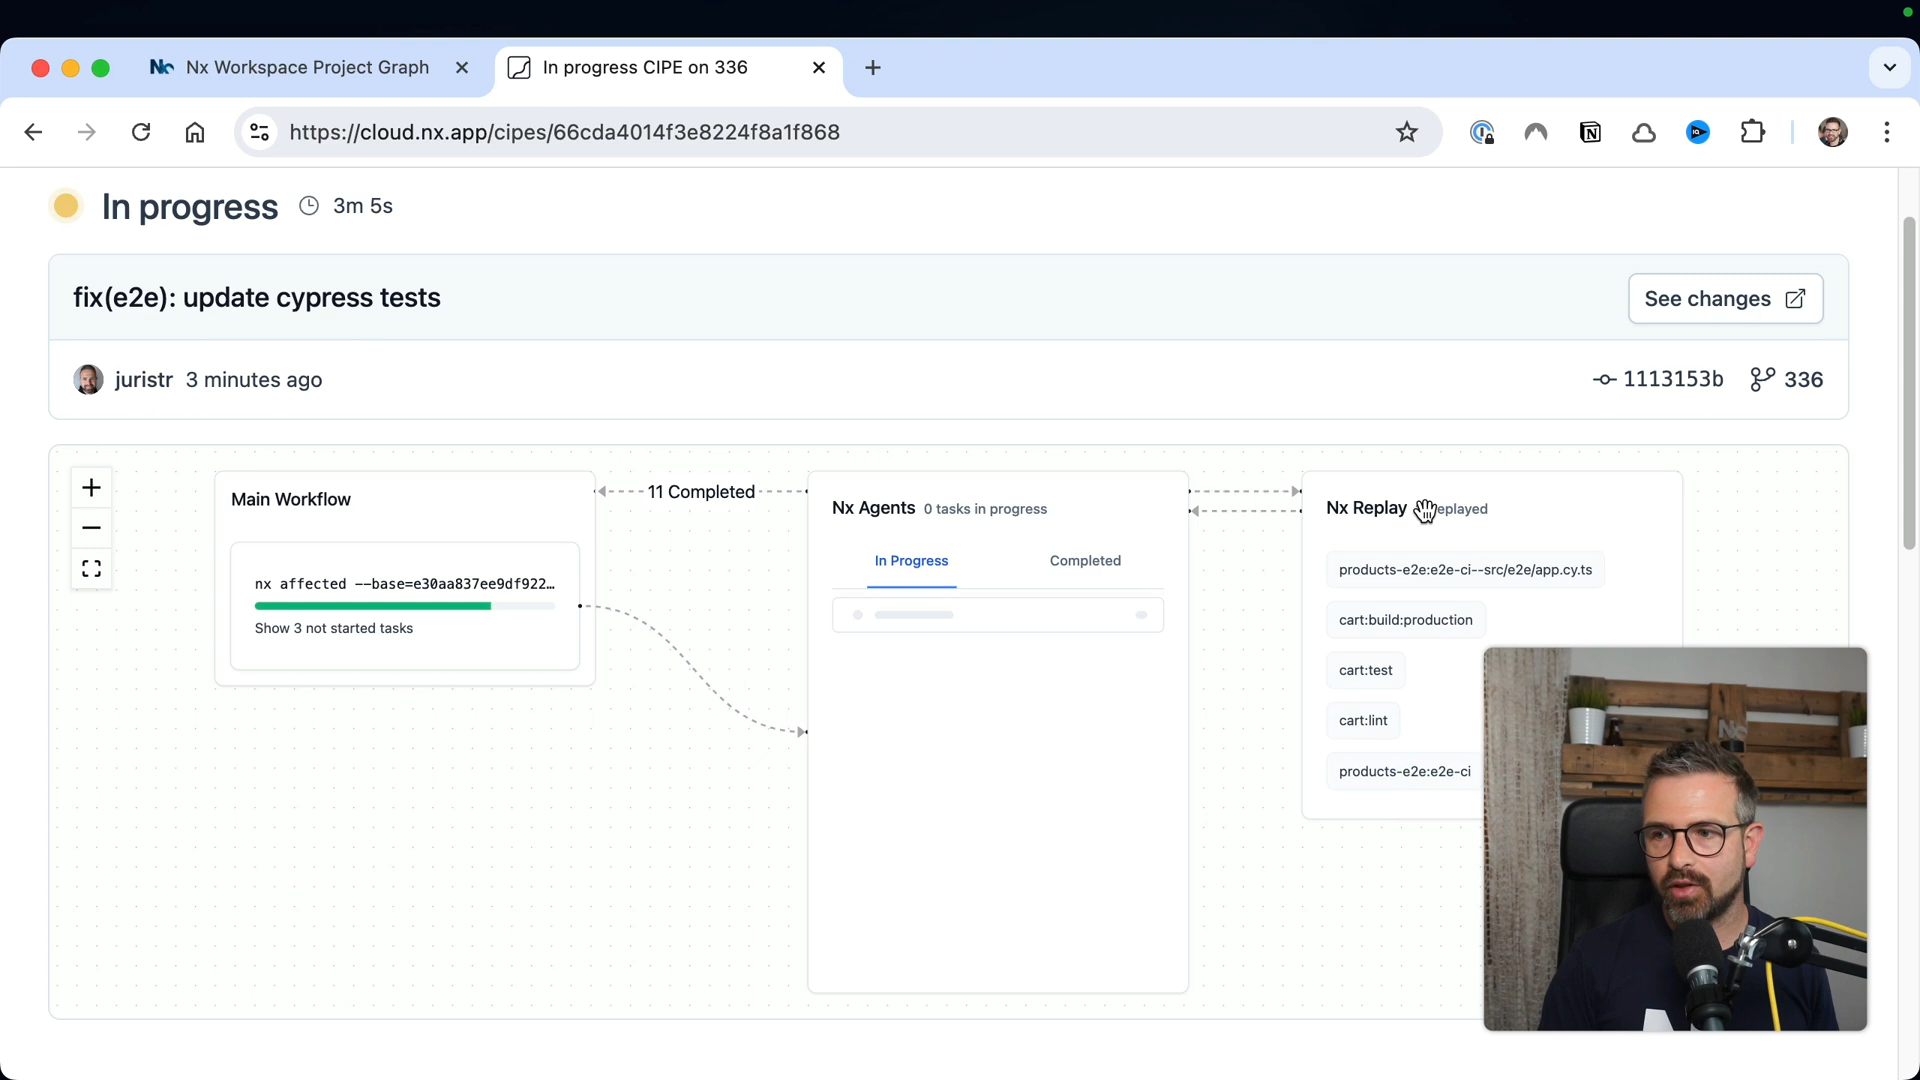 Nx Workspace Project Graph
In progress CIPE on 336
https://cloud.nx.app/cipes/66cda4014f3e8224f8a1f868
In progress 3m 5s
fix(e2e): update cypress tests
See changes
juristr 3 minutes ago
1113153b 336
Main Workflow
nx affected --base=e30aa837ee9df922…
Show 3 not started tasks
11 Completed
Nx Agents 0 tasks in progress
In Progress Completed
Nx Replay
products-e2e:e2e-ci--src/e2e/app.cy.ts
cart:build:production
cart:test
cart:lint
products-e2e:e2e-ci